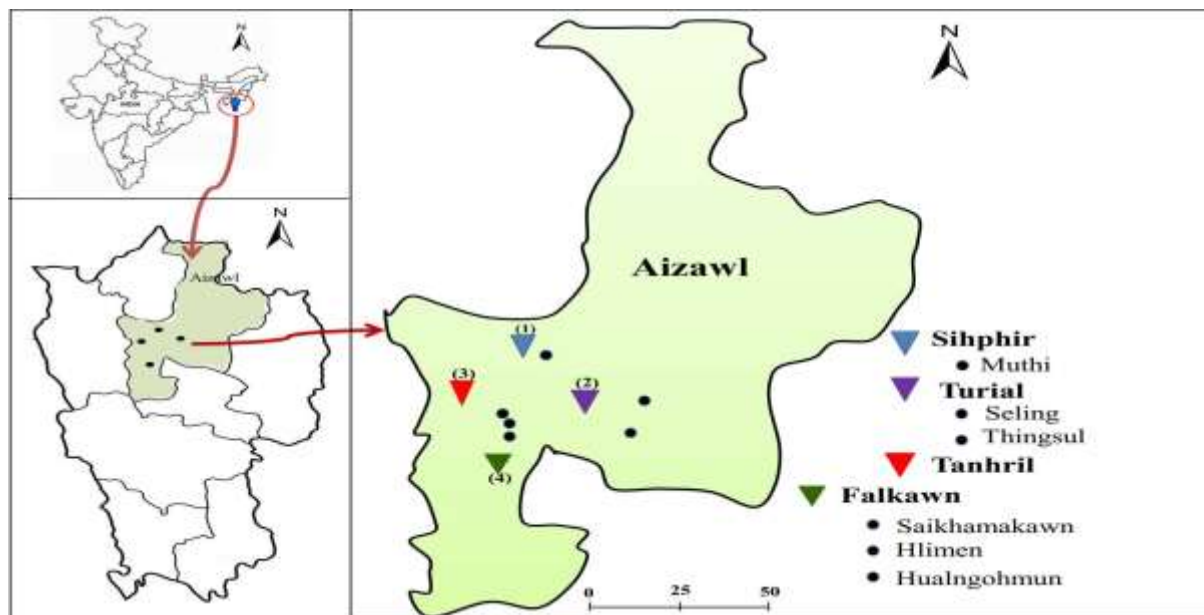 N
INDIA
N
Aizawl
N
Aizawl
(1)
(2)
(3)
(4)
Sihphir
Muthi
Turial
Seling
Thingsul
Tanhril
Falkawn
Saikhamakawn
Hlimen
Hualngohmun
0 25 50